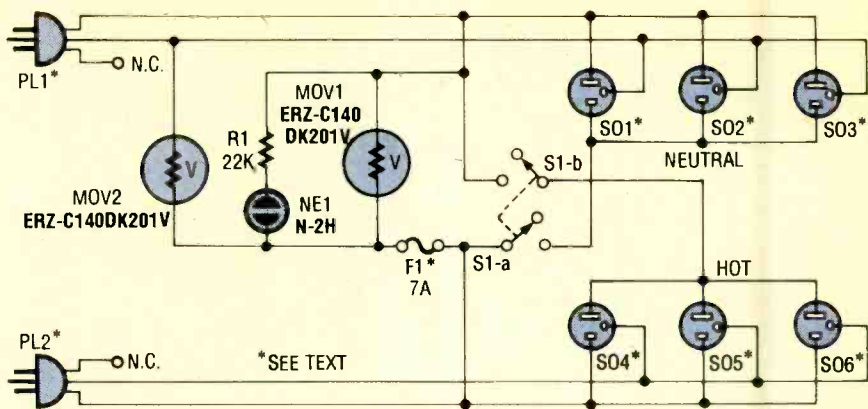 PL1*
N.C.
MOV1
ERZ-C140
DK201V
R1
22K
V
V
MOV2
ERZ-C140DK201V
NE1
N-2H
S1-b
S1-a
F1*
7A
SO1*
SO2*
SO3*
NEUTRAL
HOT
PL2*
N.C.
*SEE TEXT
SO4*
SO5*
SO6*